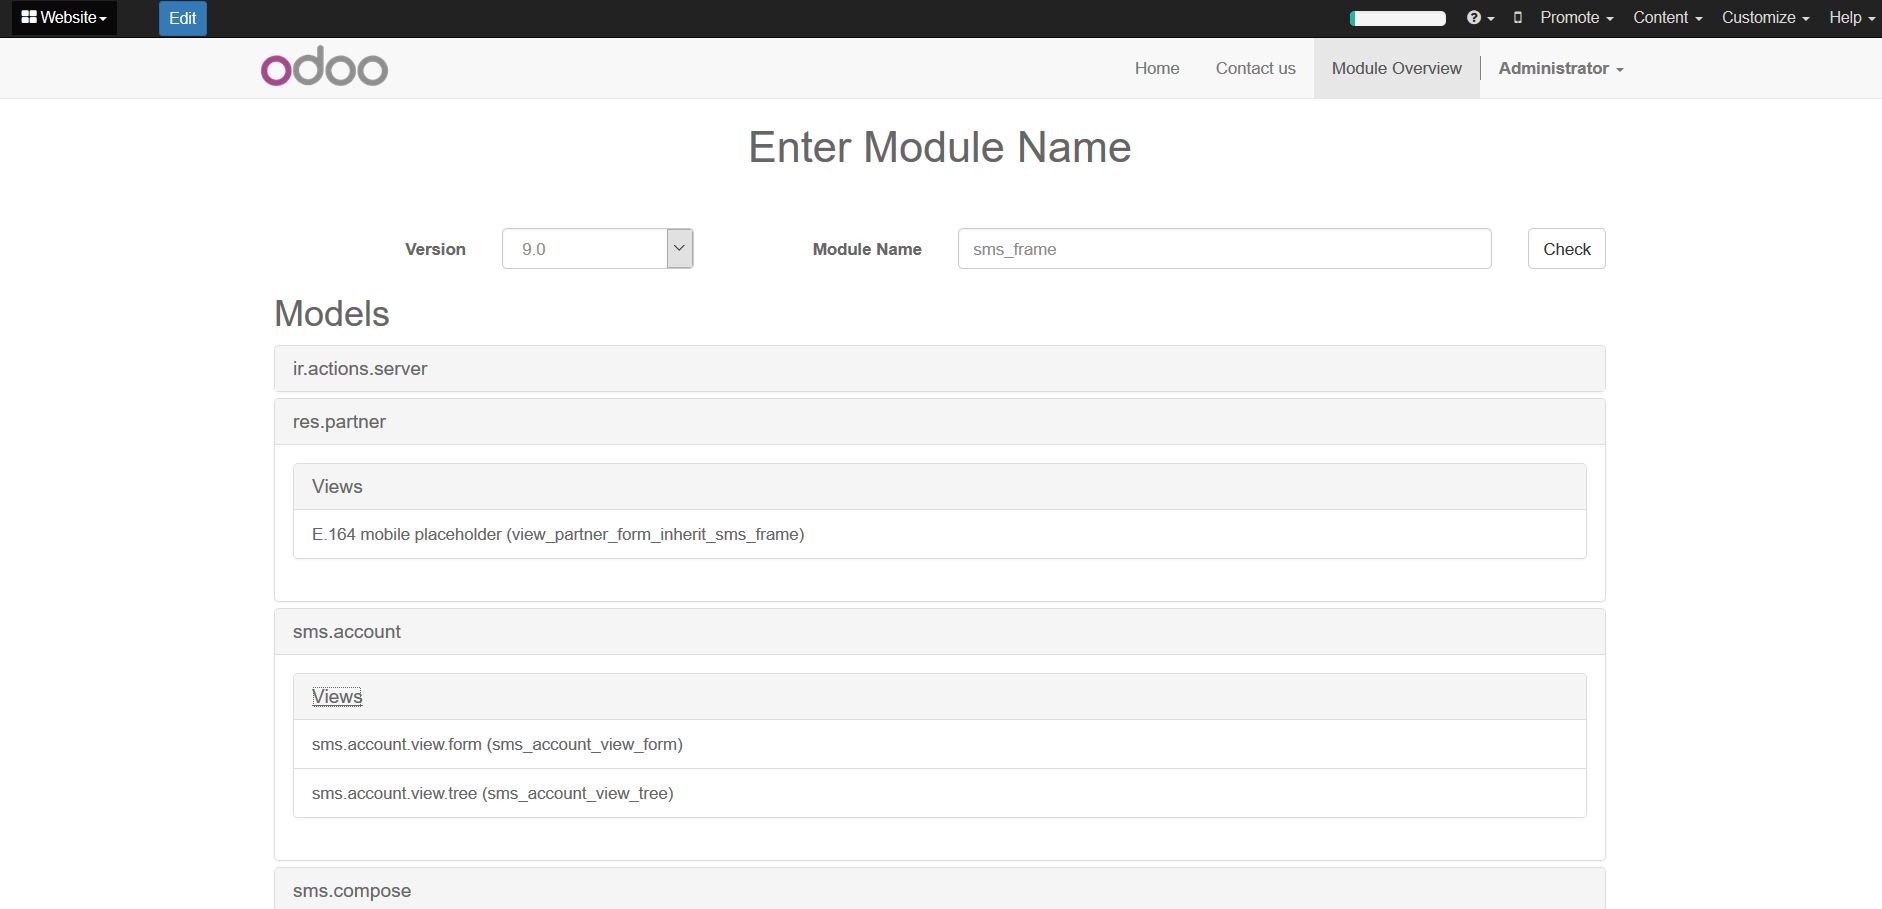 Website Edit Promote Content Customize Help
odoo Home Contact us Module Overview Administrator
Enter Module Name
Version 9.0 Module Name sms_frame Check
Models
ir.actions.server
res.partner
Views
E.164 mobile placeholder (view_partner_form_inherit_sms_frame)
sms.account
Views
sms.account.view.form (sms_account_view_form)
sms.account.view.tree (sms_account_view_tree)
sms.compose